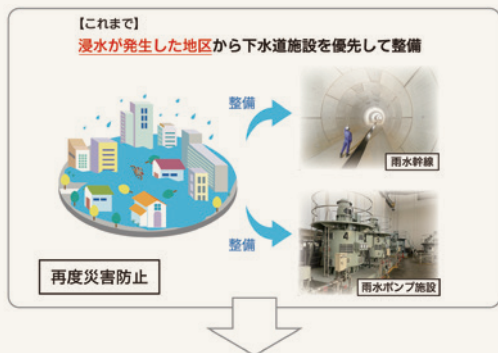 【これまで】
浸水が発生した地区から下水道施設を優先して整備
整備
雨水幹線
整備
4
雨水ポンプ施設
再度災害防止